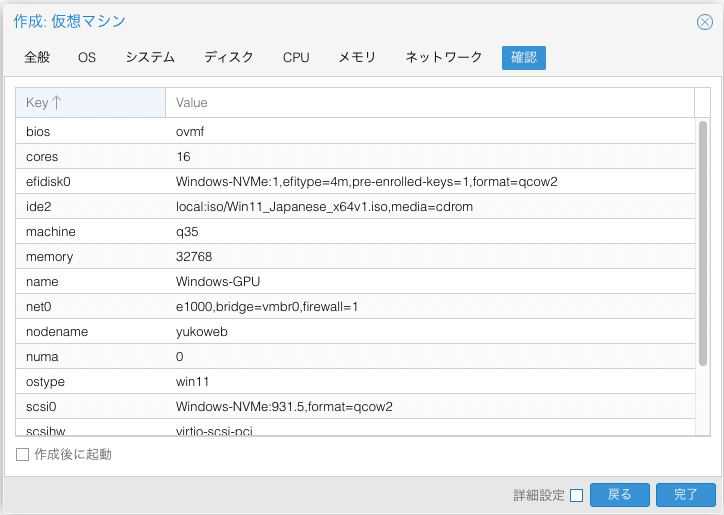 作成: 仮想マシン
全般 OS システム ディスク CPU メモリ ネットワーク 確認
Key↑ Value
bios ovmf
cores 16
efidisk0 Windows-NVMe:1,efitype=4m,pre-enrolled-keys=1,format=qcow2
ide2 local:iso/Win11_Japanese_x64v1.iso,media=cdrom
machine q35
memory 32768
name Windows-GPU
net0 e1000,bridge=vmbr0,firewall=1
nodename yukoweb
numa 0
ostype win11
scsi0 Windows-NVMe:931.5,format=qcow2
scsihw virtio-scsi-pci
作成後に起動
詳細設定 戻る 完了